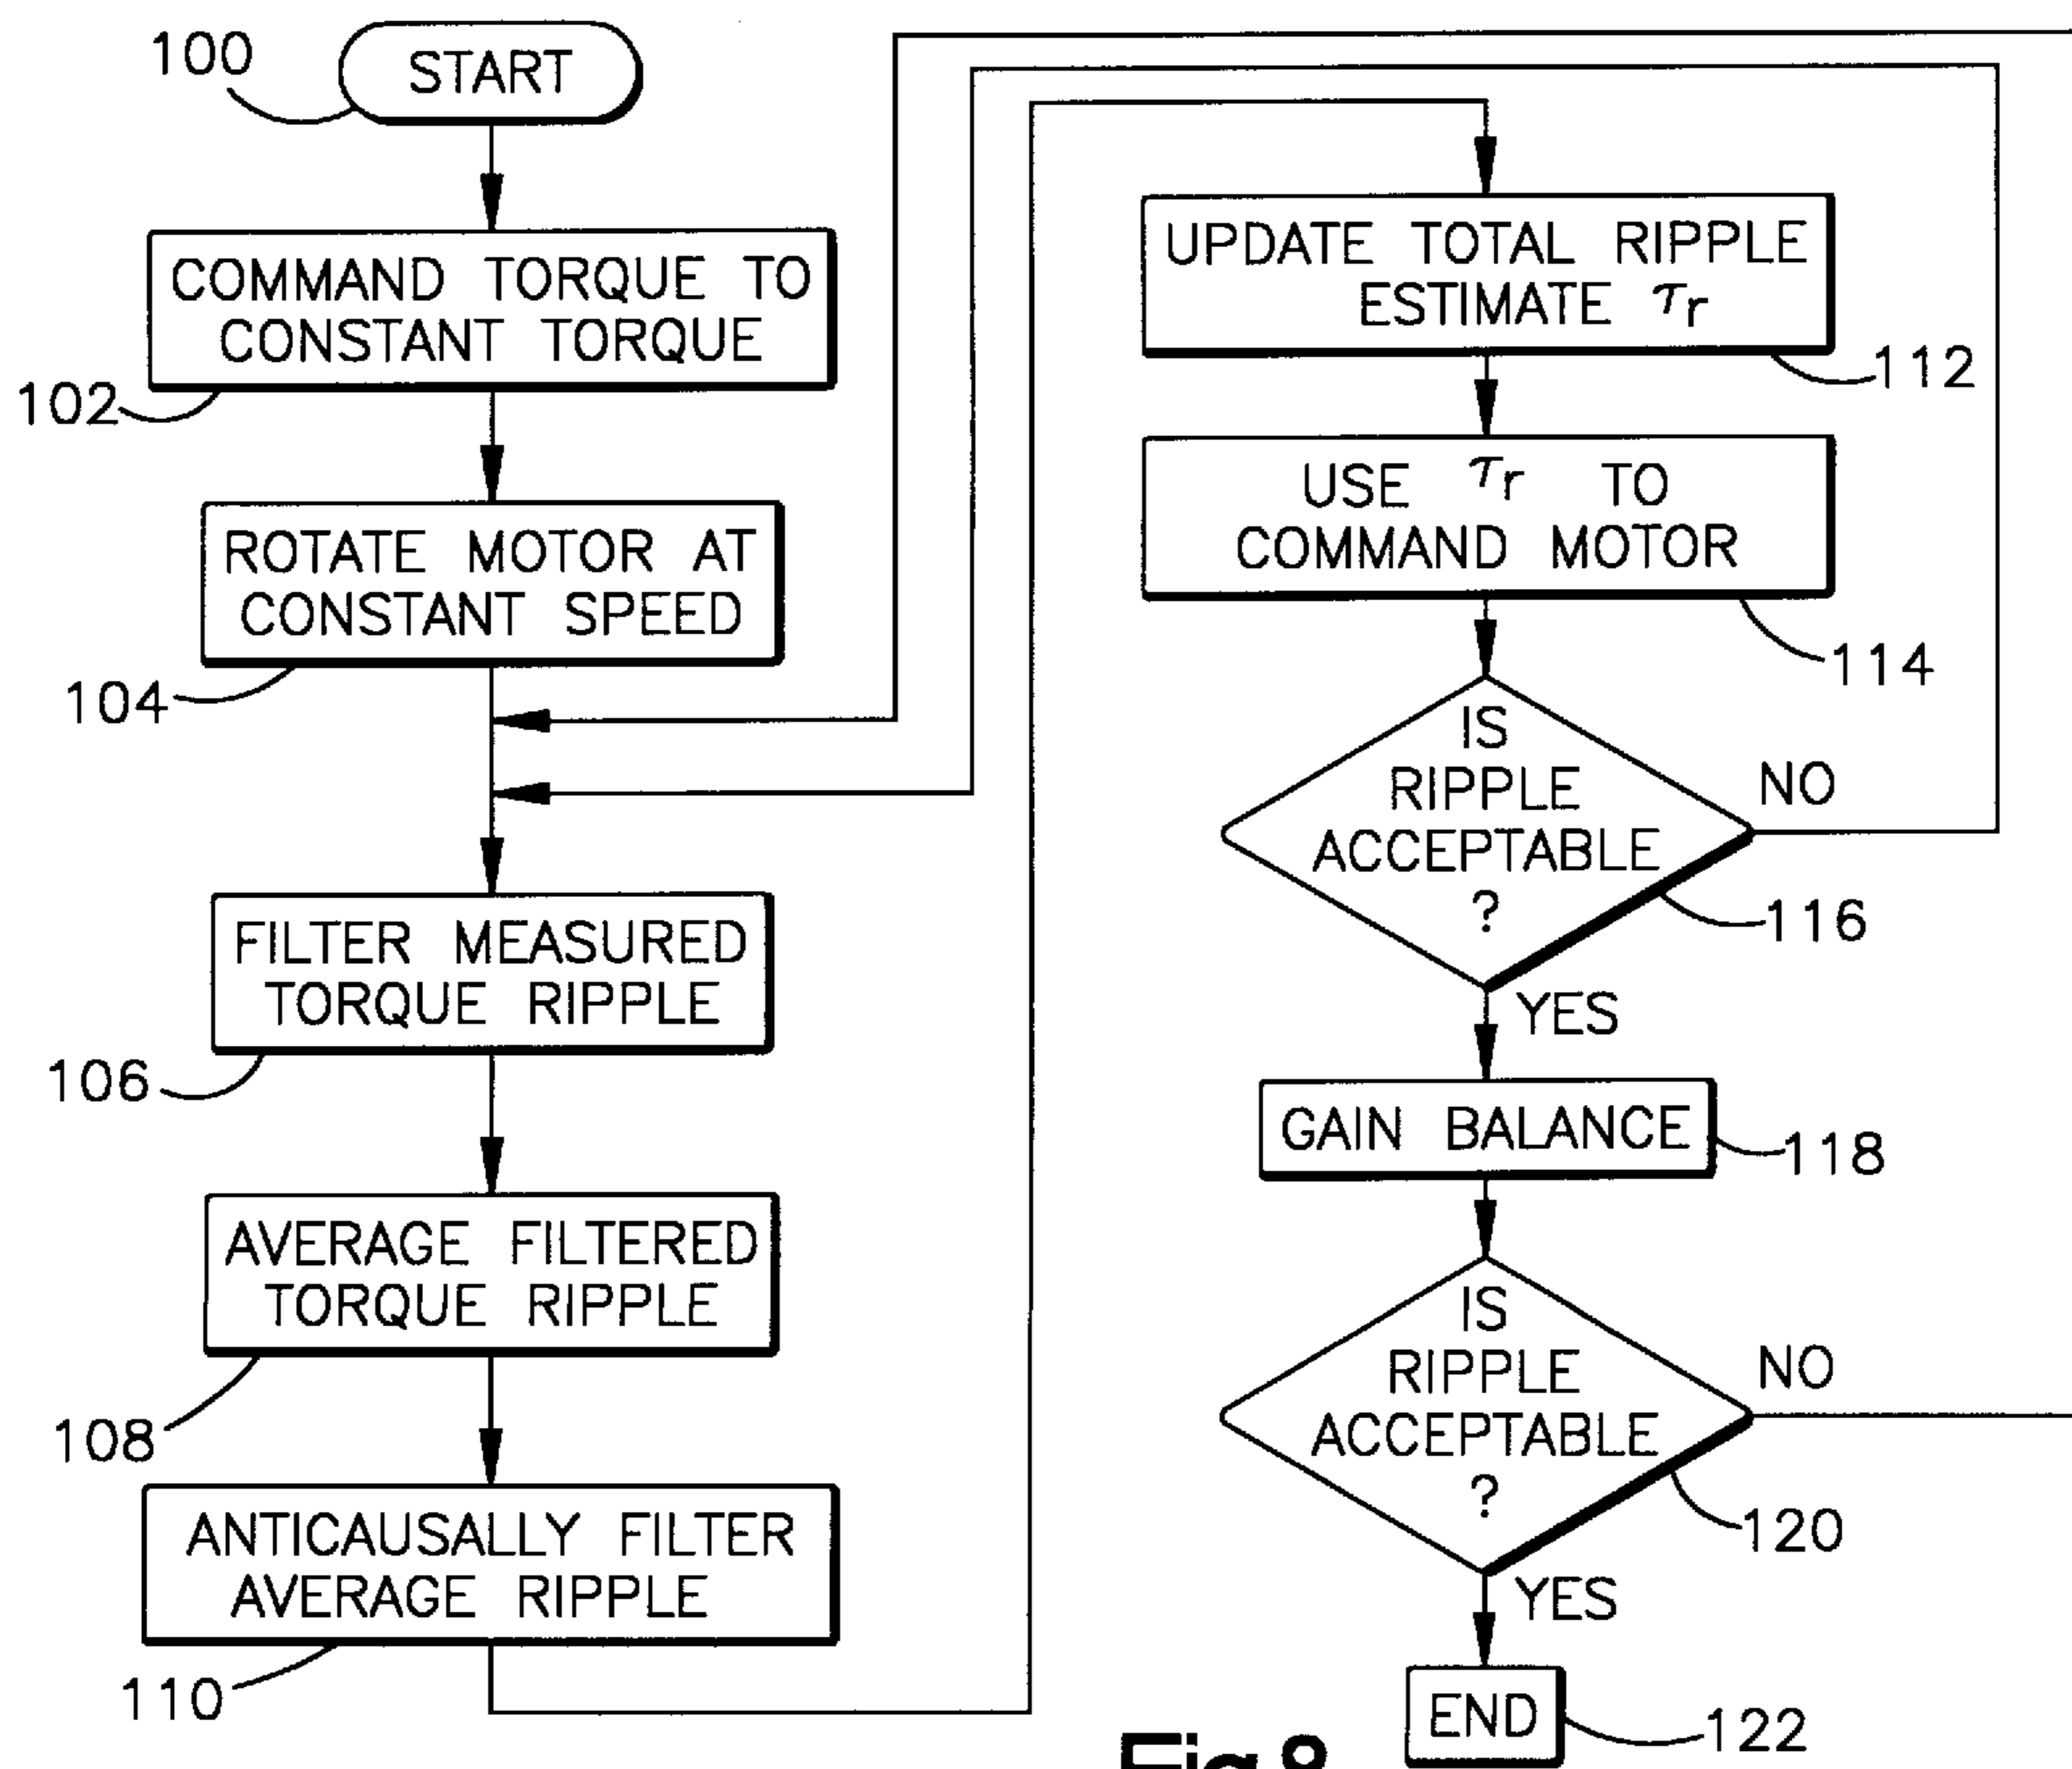 100
START
COMMAND TORQUE TO
CONSTANT TORQUE
102
ROTATE MOTOR AT
CONSTANT SPEED
104
FILTER MEASURED
TORQUE RIPPLE
106
AVERAGE FILTERED
TORQUE RIPPLE
108
ANTICAUSALLY FILTER
AVERAGE RIPPLE
110
UPDATE TOTAL RIPPLE
ESTIMATE τr
112
USE τr TO
COMMAND MOTOR
114
IS
RIPPLE
ACCEPTABLE
?
NO
116
YES
GAIN BALANCE
118
IS
RIPPLE
ACCEPTABLE
?
NO
120
YES
END
122